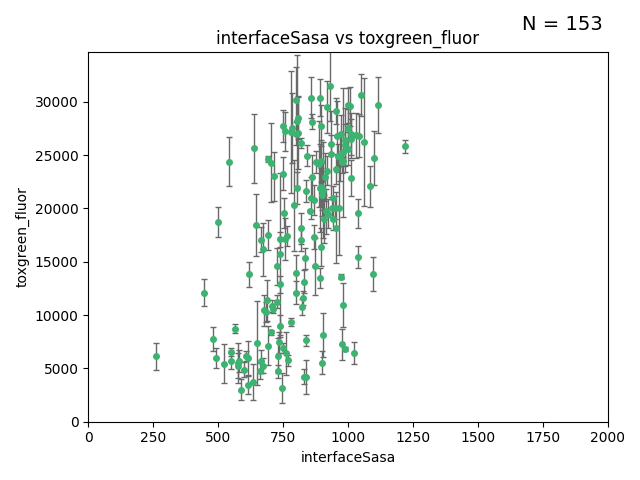 N = 153
interfaceSasa vs toxgreen_fluor
30000
25000
20000
15000
10000
5000
0
toxgreen_fluor
0 250 500 750 1000 1250 1500 1750 2000
interfaceSasa